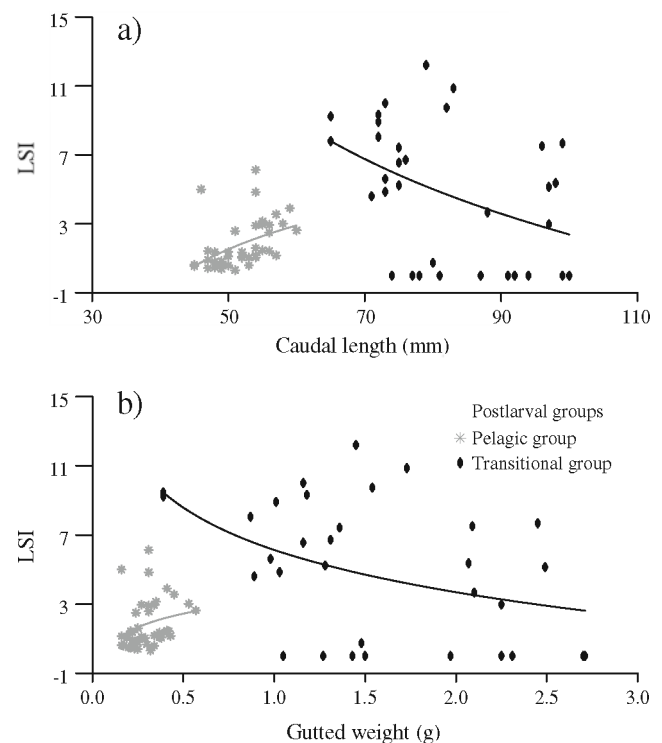 a)
15
11
7
3
-1
LSI
30
50
70
90
110
Caudal length (mm)
b)
15
11
7
3
-1
LSI
Postlarval groups
Pelagic group
Transitional group
0.0
0.5
1.0
1.5
2.0
2.5
3.0
Gutted weight (g)